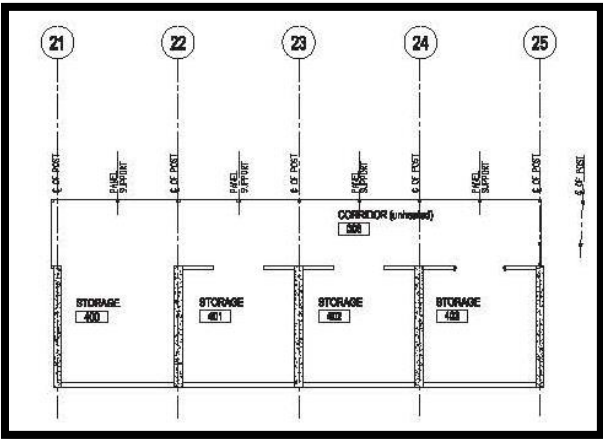 21
22
23
24
25
℄ OF POST
PANEL
SUPPORT
℄ OF POST
PANEL
SUPPORT
℄ OF POST
PANEL
SUPPORT
℄ OF POST
PANEL
SUPPORT
℄ OF POST
℄ OF POST
CORRIDOR (unheated)
STORAGE
400
STORAGE
401
STORAGE
402
STORAGE
403